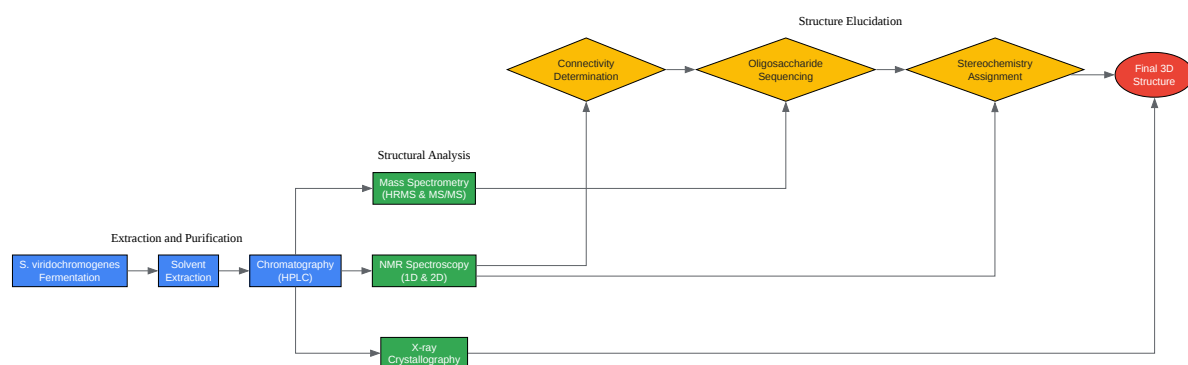 Structure Elucidation
Connectivity
Determination
Oligosaccharide
Sequencing
Stereochemistry
Assignment
Final 3D
Structure
Structural Analysis
Mass Spectrometry
(HRMS & MS/MS)
Extraction and Purification
S. viridochromogenes
Fermentation
Solvent
Extraction
Chromatography
(HPLC)
NMR Spectroscopy
(1D & 2D)
X-ray
Crystallography